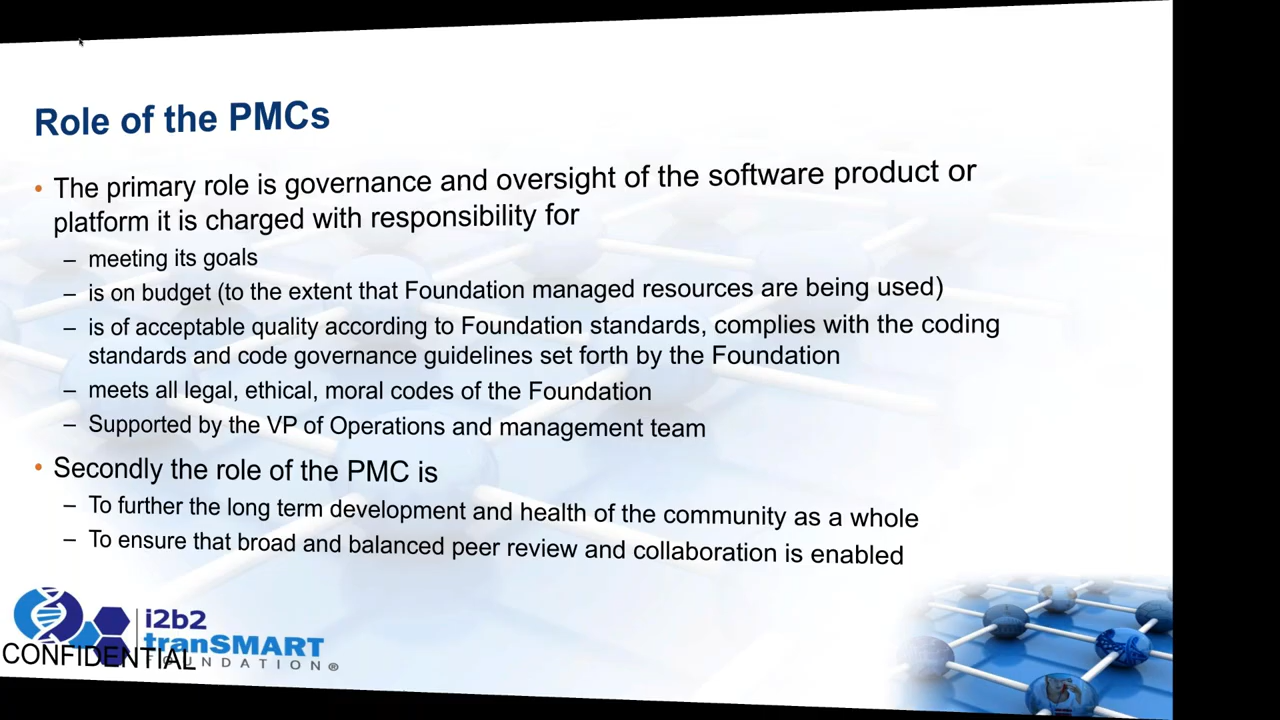 Role of the PMCs
• The primary role is governance and oversight of the software product or
platform it is charged with responsibility for
– meeting its goals
– is on budget (to the extent that Foundation managed resources are being used)
– is of acceptable quality according to Foundation standards, complies with the coding
standards and code governance guidelines set forth by the Foundation
– meets all legal, ethical, moral codes of the Foundation
– Supported by the VP of Operations and management team
• Secondly the role of the PMC is
– To further the long term development and health of the community as a whole
– To ensure that broad and balanced peer review and collaboration is enabled
i2b2
tranSMART
FOUNDATION®
CONFIDENTIAL